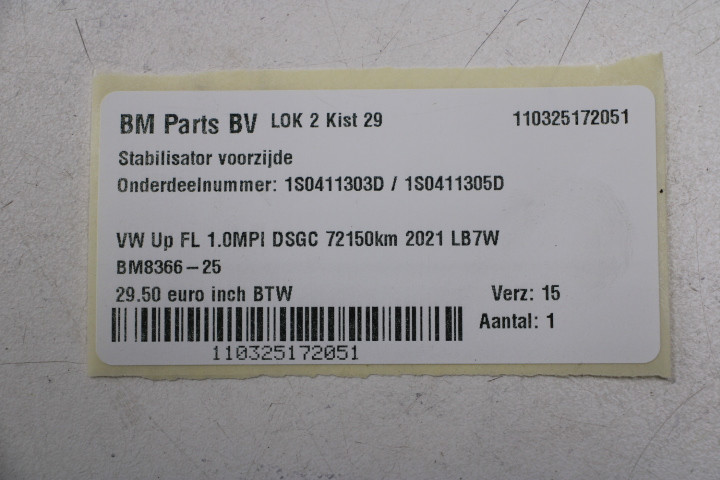 BM Parts BV LOK 2 Kist 29 110325172051
Stabilisator voorzijde
Onderdeelnummer: 1S0411303D / 1S0411305D
VW Up FL 1.0MPI DSGC 72150km 2021 LB7W
BM8366-25
29.50 euro inch BTW Verz: 15
Aantal: 1
110325172051